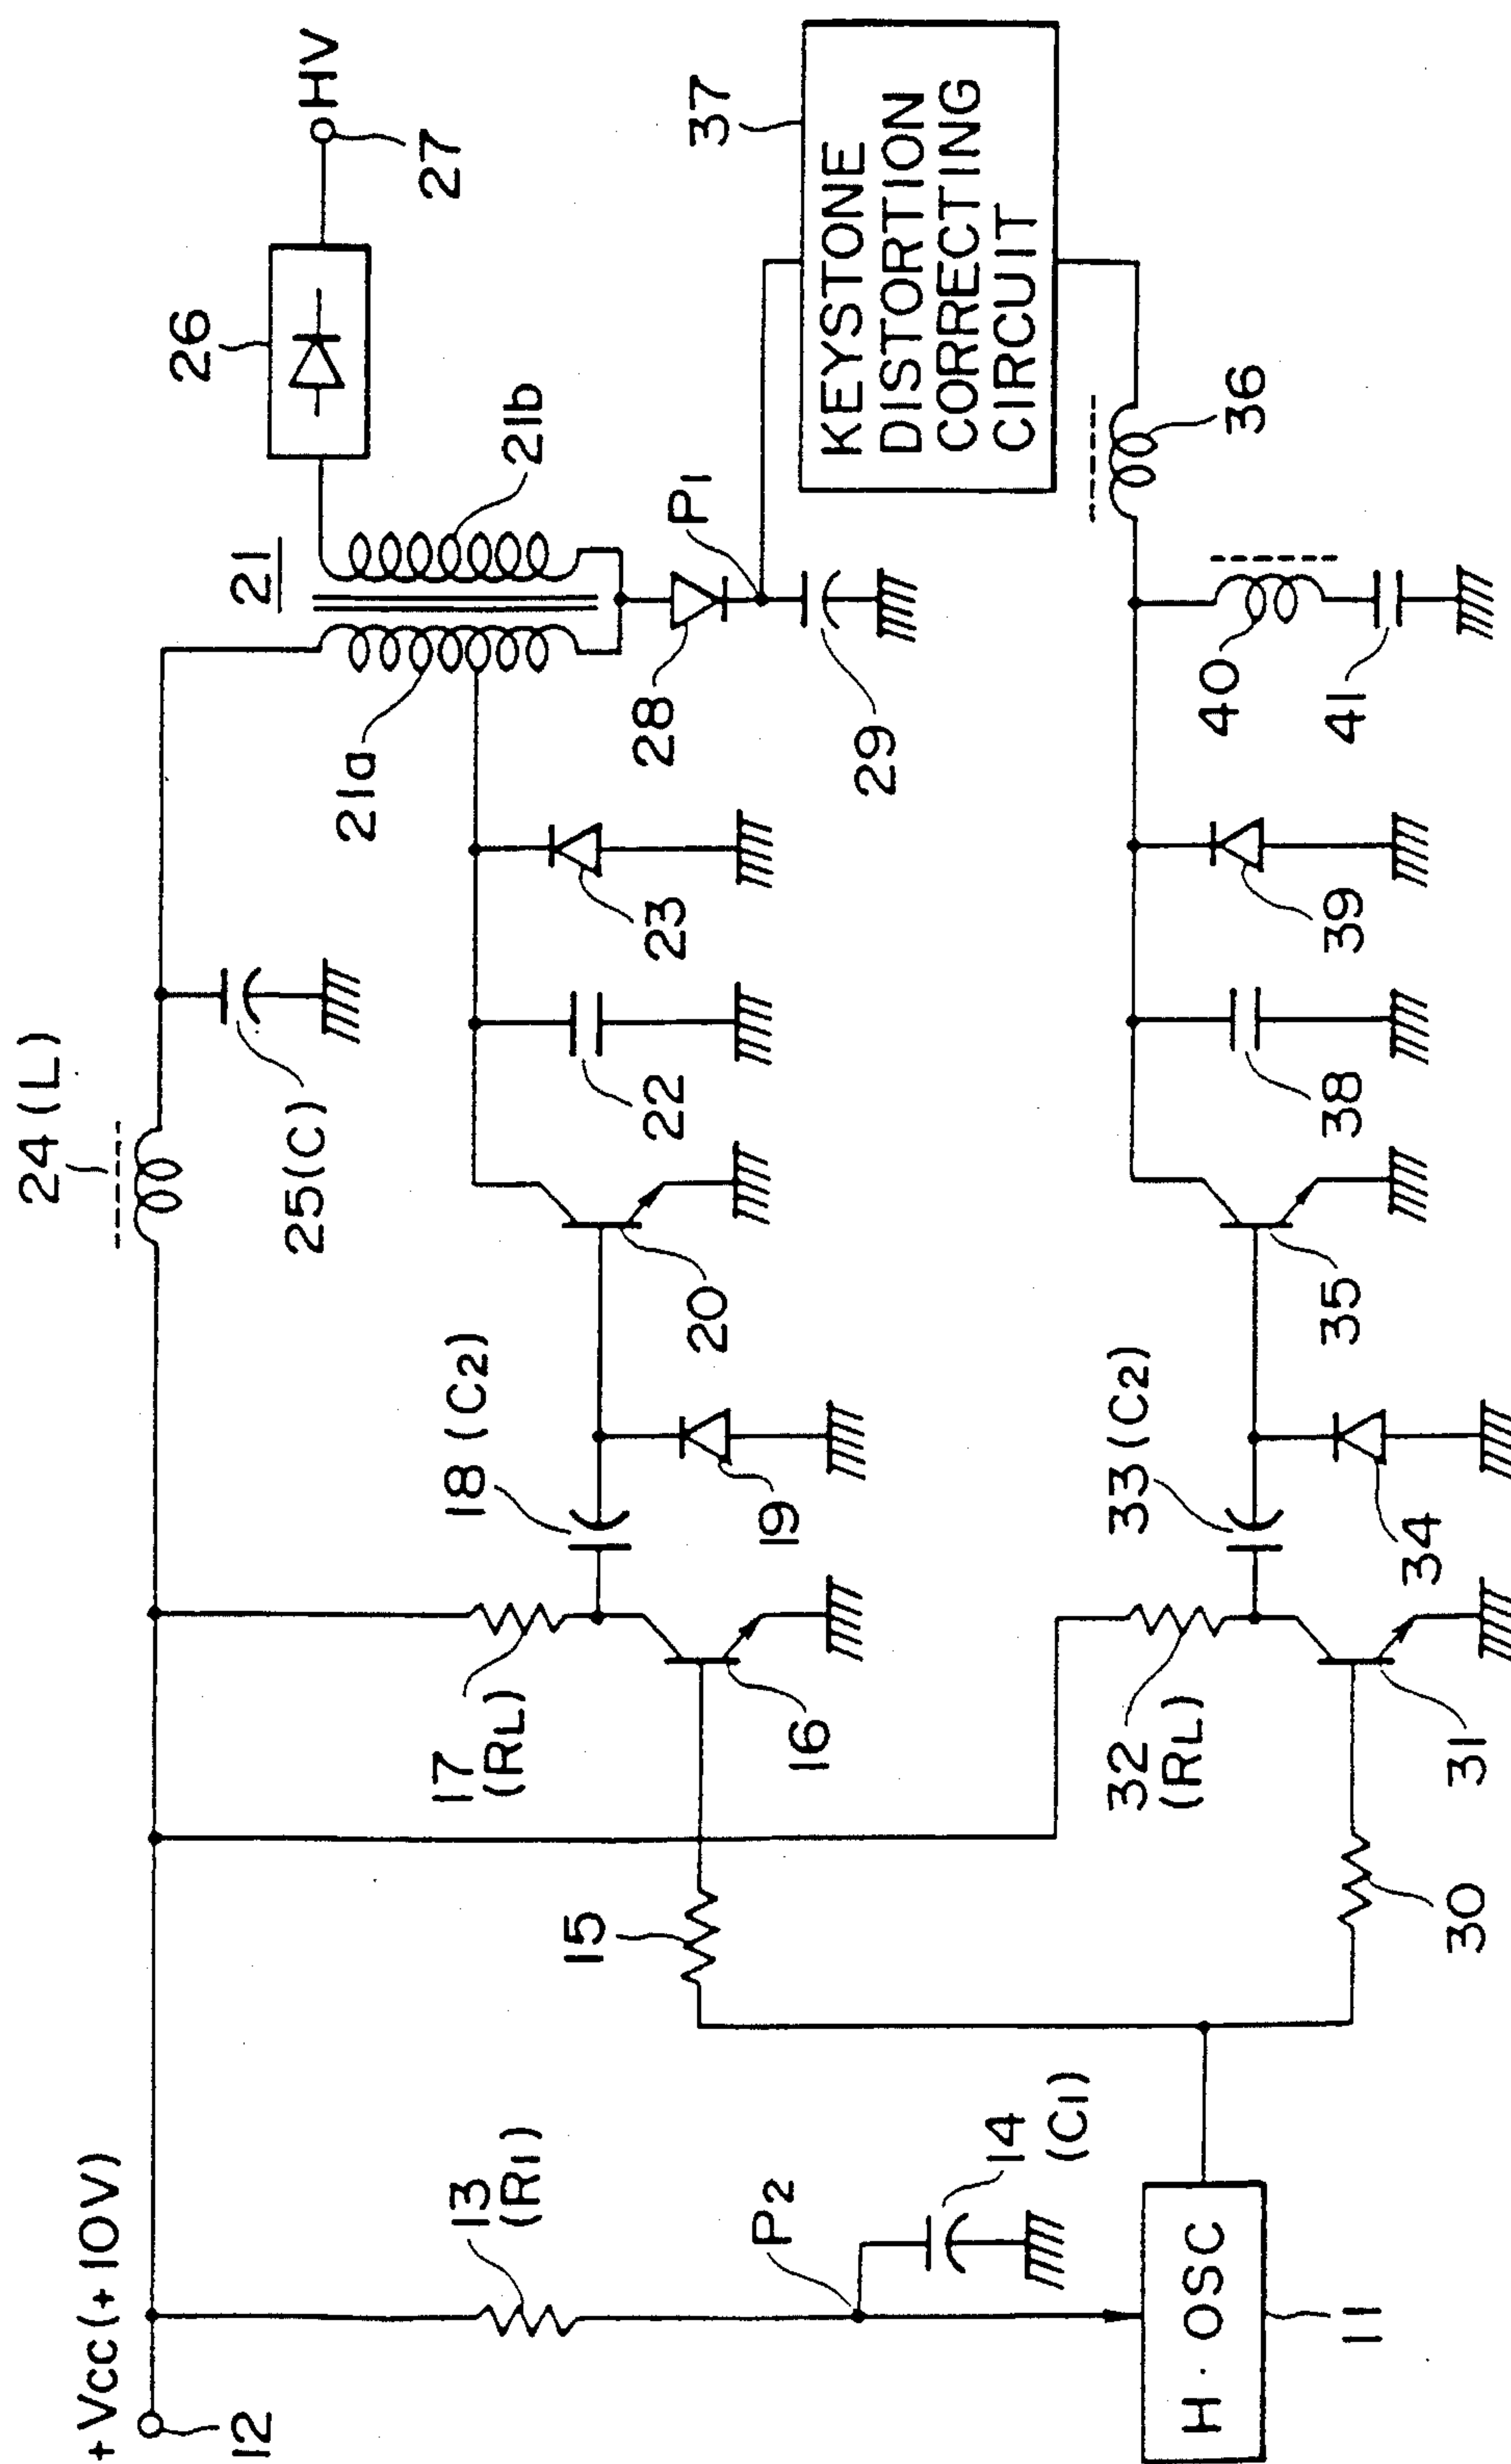 +Vcc(+10V)
12
13
(R1)
P2
14
(C1)
H·OSC
11
15
16
17
(RL)
18 (C2)
19
20
24 (L)
25(C)
22
23
21
21a
21b
26
HV
27
28
P1
29
30
31
32
(RL)
33 (C2)
34
35
38
39
40
41
36
37
KEYSTONE
DISTORTION
CORRECTING
CIRCUIT